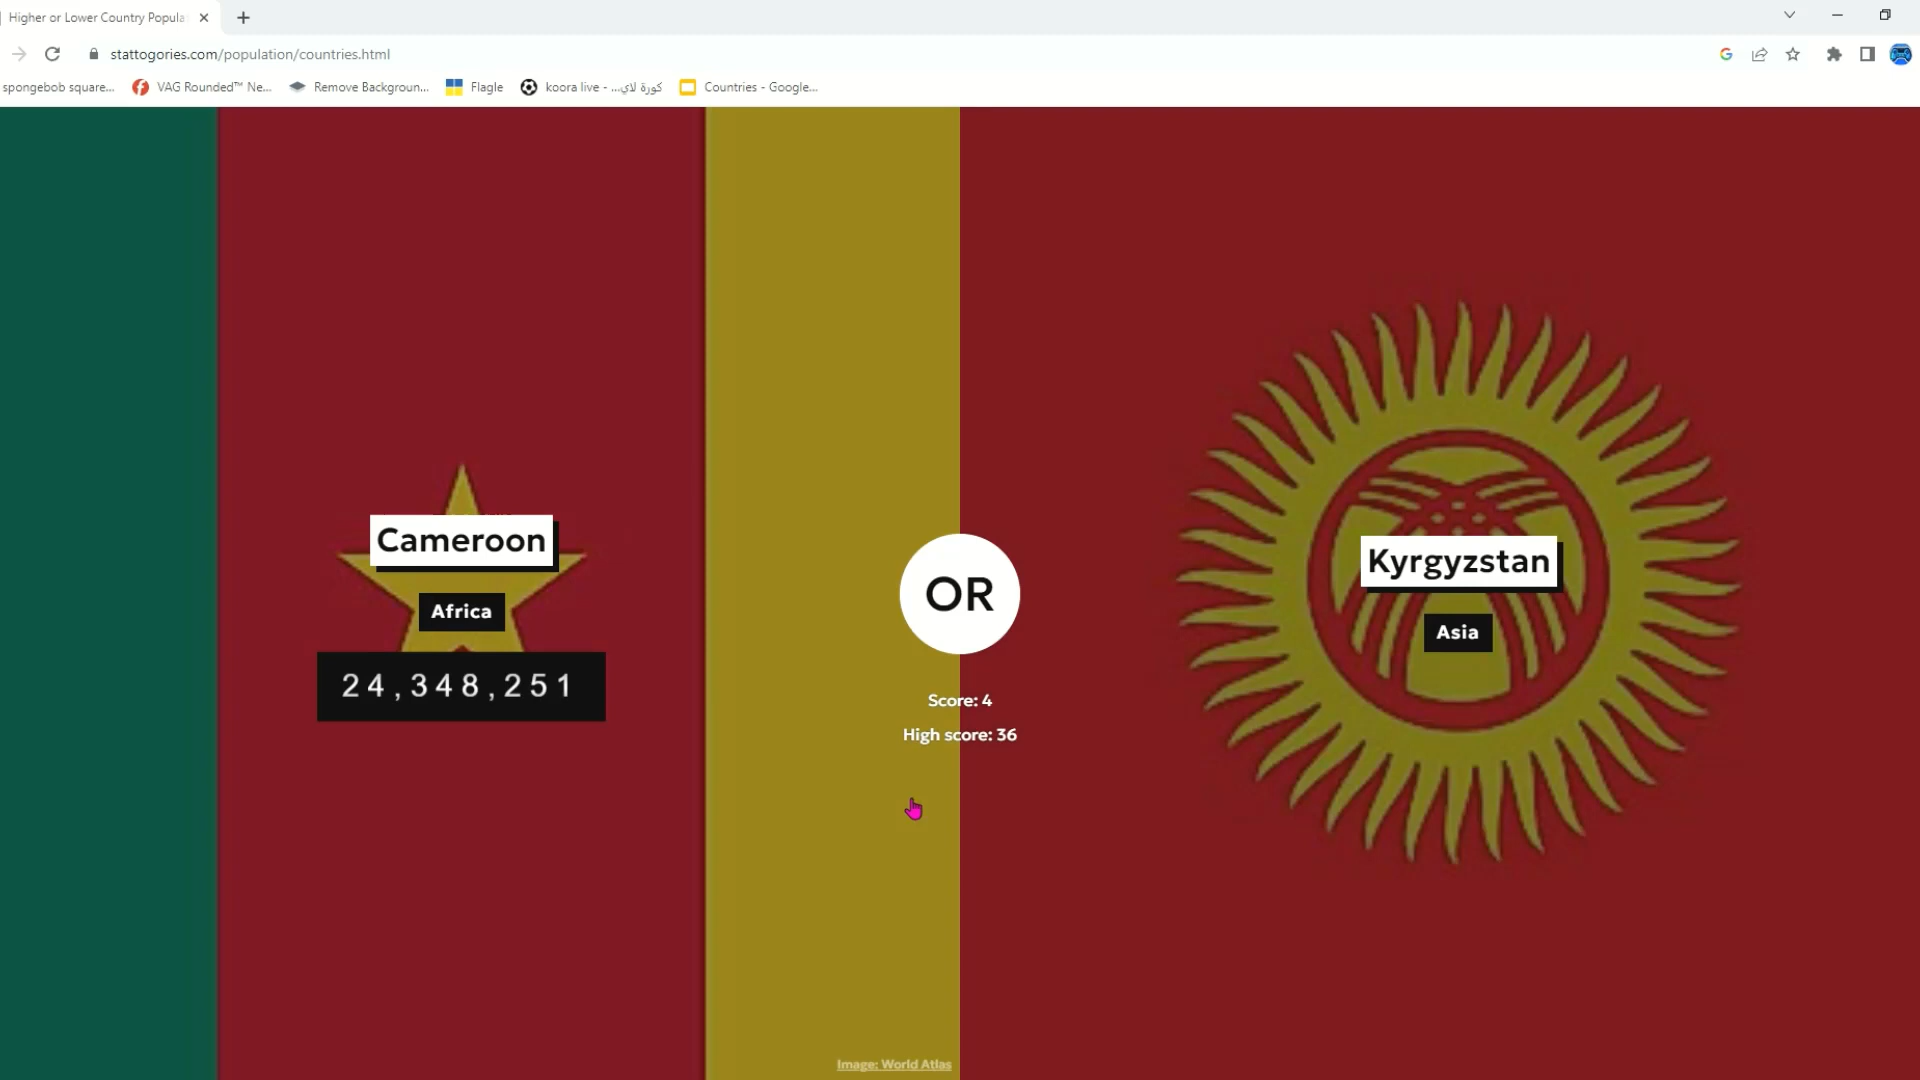 Higher or Lower Country Popula
stattogories.com/population/countries.html
spongebob square...
VAG Rounded™ Ne...
Remove Backgroun...
Flagle
koora live - ...كورة لاي
Countries - Google...
Cameroon
Africa
24,348,251
OR
Score: 4
High score: 36
Kyrgyzstan
Asia
Image: World Atlas